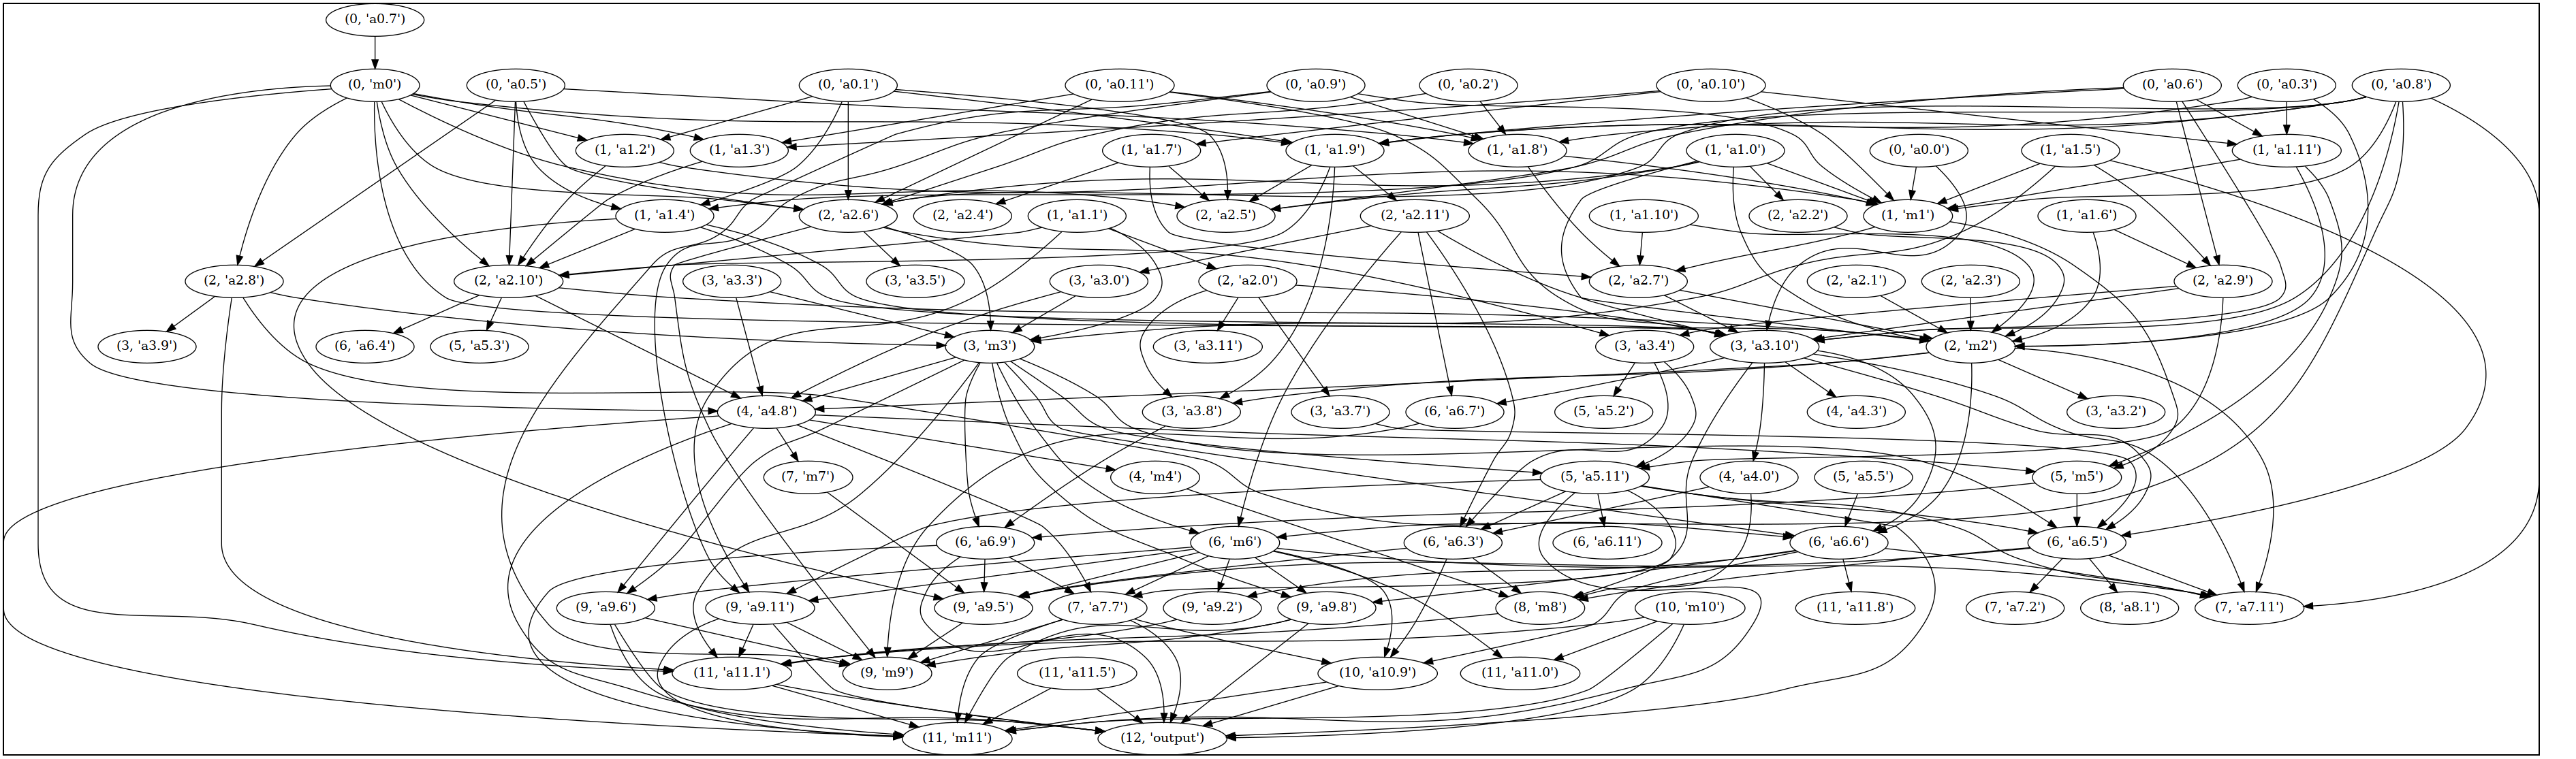 (0, 'a0.7')
(0, 'm0') (0, 'a0.5') (0, 'a0.1') (0, 'a0.11') (0, 'a0.9') (0, 'a0.2') (0, 'a0.10') (0, 'a0.6') (0, 'a0.3') (0, 'a0.8')
(1, 'a1.2') (1, 'a1.3') (1, 'a1.7') (1, 'a1.9') (1, 'a1.8') (1, 'a1.0') (0, 'a0.0') (1, 'a1.5') (1, 'a1.11')
(1, 'a1.4') (2, 'a2.6') (2, 'a2.4') (1, 'a1.1') (2, 'a2.5') (2, 'a2.11') (1, 'a1.10') (2, 'a2.2') (1, 'm1') (1, 'a1.6')
(2, 'a2.8') (2, 'a2.10') (3, 'a3.3') (3, 'a3.5') (3, 'a3.0') (2, 'a2.0') (2, 'a2.7') (2, 'a2.1') (2, 'a2.3') (2, 'a2.9')
(3, 'a3.9') (6, 'a6.4') (5, 'a5.3') (3, 'm3') (3, 'a3.11') (3, 'a3.4') (3, 'a3.10') (2, 'm2')
(4, 'a4.8') (3, 'a3.8') (3, 'a3.7') (6, 'a6.7') (5, 'a5.2') (4, 'a4.3') (3, 'a3.2')
(7, 'm7') (4, 'm4') (5, 'a5.11') (4, 'a4.0') (5, 'a5.5') (5, 'm5')
(6, 'a6.9') (6, 'm6') (6, 'a6.3') (6, 'a6.11') (6, 'a6.6') (6, 'a6.5')
(9, 'a9.6') (9, 'a9.11') (9, 'a9.5') (7, 'a7.7') (9, 'a9.2') (9, 'a9.8') (8, 'm8') (10, 'm10') (11, 'a11.8') (7, 'a7.2') (8, 'a8.1') (7, 'a7.11')
(11, 'a11.1') (9, 'm9') (11, 'a11.5') (10, 'a10.9') (11, 'a11.0')
(11, 'm11') (12, 'output')